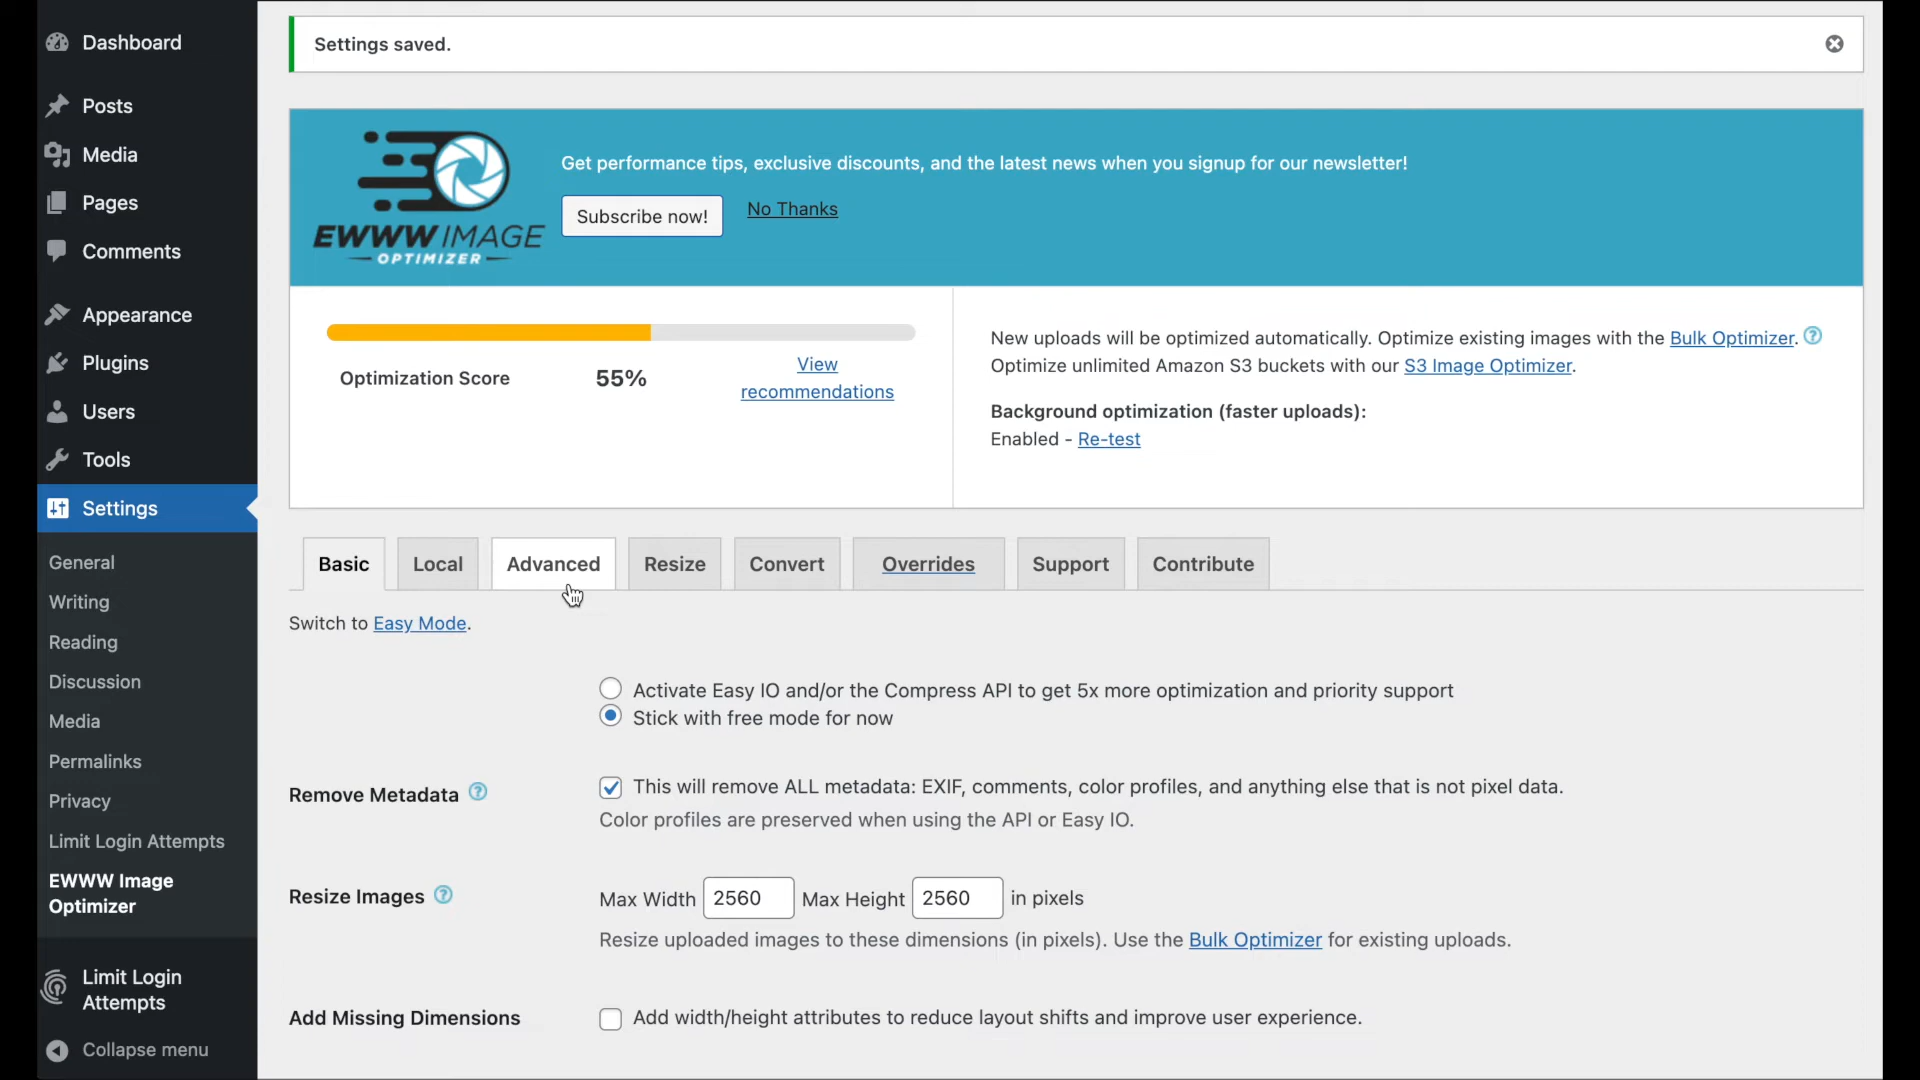 Dashboard
Posts
Media
Pages
Comments
Appearance
Plugins
Users
Tools
Settings
General
Writing
Reading
Discussion
Media
Permalinks
Privacy
Limit Login Attempts
EWWW Image
Optimizer
Limit Login
Attempts
Collapse menu
Settings saved.
EWWW IMAGE
OPTIMIZER
Get performance tips, exclusive discounts, and the latest news when you signup for our newsletter!
Subscribe now! No Thanks
Optimization Score 55% View
recommendations
New uploads will be optimized automatically. Optimize existing images with the Bulk Optimizer. ?
Optimize unlimited Amazon S3 buckets with our S3 Image Optimizer.
Background optimization (faster uploads):
Enabled - Re-test
Basic Local Advanced Resize Convert Overrides Support Contribute
Switch to Easy Mode.
Activate Easy IO and/or the Compress API to get 5x more optimization and priority support
Stick with free mode for now
Remove Metadata ? This will remove ALL metadata: EXIF, comments, color profiles, and anything else that is not pixel data.
Color profiles are preserved when using the API or Easy IO.
Resize Images ? Max Width 2560 Max Height 2560 in pixels
Resize uploaded images to these dimensions (in pixels). Use the Bulk Optimizer for existing uploads.
Add Missing Dimensions Add width/height attributes to reduce layout shifts and improve user experience.